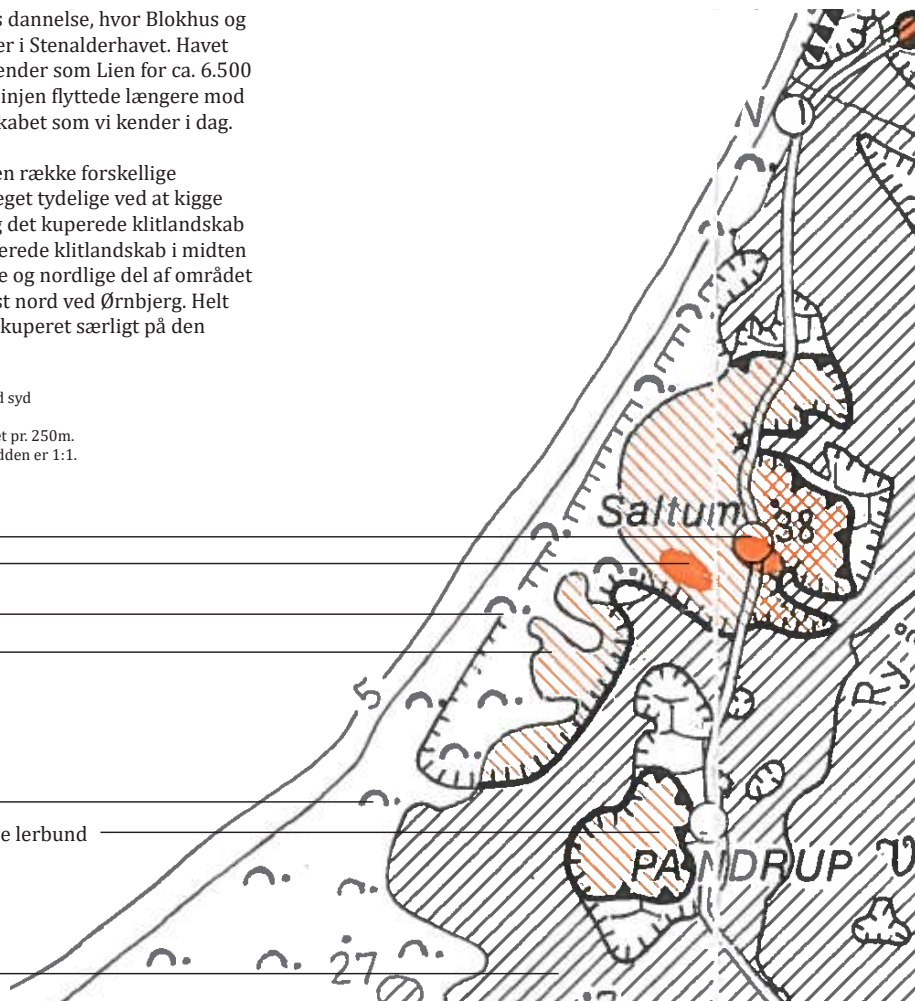 s dannelse, hvor Blokhus og
er i Stenalderhavet. Havet
ender som Lien for ca. 6.500
injen flyttede længere mod
kabet som vi kender i dag.
en række forskellige
eget tydelige ved at kigge
g det kuperede klitlandskab
erede klitlandskab i midten
e og nordlige del af området
st nord ved Ørnbjerg. Helt
kuperet særligt på den
d syd
et pr. 250m.
dden er 1:1.
Saltum
38
5
Ry.
e lerbund
PANDRUP
27